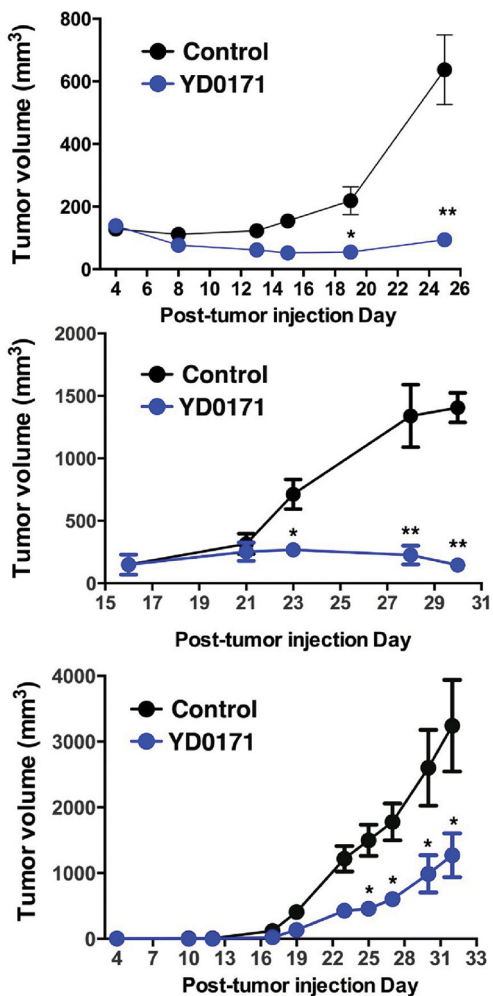 Tumor volume (mm³)
800
600
400
200
0
Control
YD0171
*
**
4 6 8 10 12 14 16 18 20 22 24 26
Post-tumor injection Day
Tumor volume (mm³)
2000
1500
1000
500
0
Control
YD0171
*
**
**
15 17 19 21 23 25 27 29 31
Post-tumor injection Day
Tumor volume (mm³)
4000
3000
2000
1000
0
Control
YD0171
*
*
*
*
4 7 10 13 16 19 22 25 28 31 33
Post-tumor injection Day